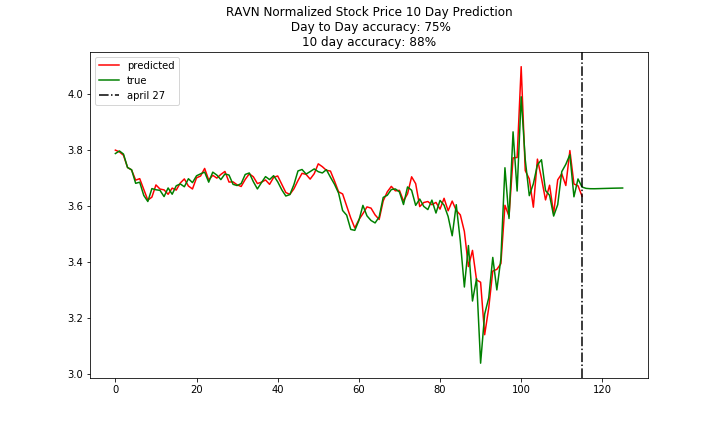 RAVN Normalized Stock Price 10 Day Prediction
Day to Day accuracy: 75%
10 day accuracy: 88%
predicted
true
april 27
4.0
3.8
3.6
3.4
3.2
3.0
0 20 40 60 80 100 120